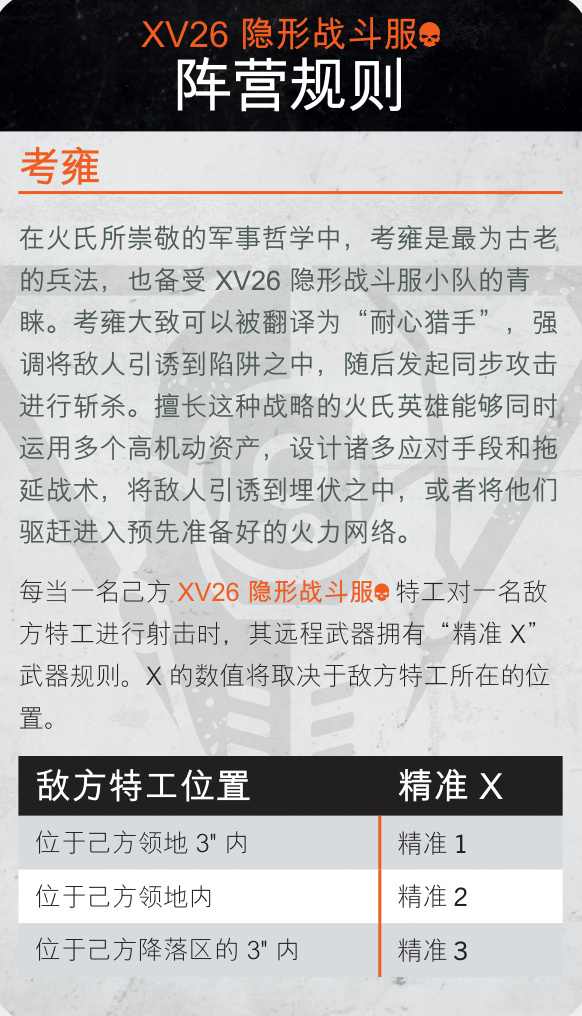 XV26 隐形战斗服
阵营规则
考雍
在火氏所崇敬的军事哲学中，考雍是最为古老
的兵法，也备受 XV26 隐形战斗服小队的青
睐。考雍大致可以被翻译为“耐心猎手”，强
调将敌人引诱到陷阱之中，随后发起同步攻击
进行斩杀。擅长这种战略的火氏英雄能够同时
运用多个高机动资产，设计诸多应对手段和拖
延战术，将敌人引诱到埋伏之中，或者将他们
驱赶进入预先准备好的火力网络。
每当一名己方 XV26 隐形战斗服 特工对一名敌
方特工进行射击时，其远程武器拥有“精准 X”
武器规则。X 的数值将取决于敌方特工所在的位
置。
敌方特工位置 精准 X
位于己方领地 3" 内 精准 1
位于己方领地内 精准 2
位于己方降落区的 3" 内 精准 3